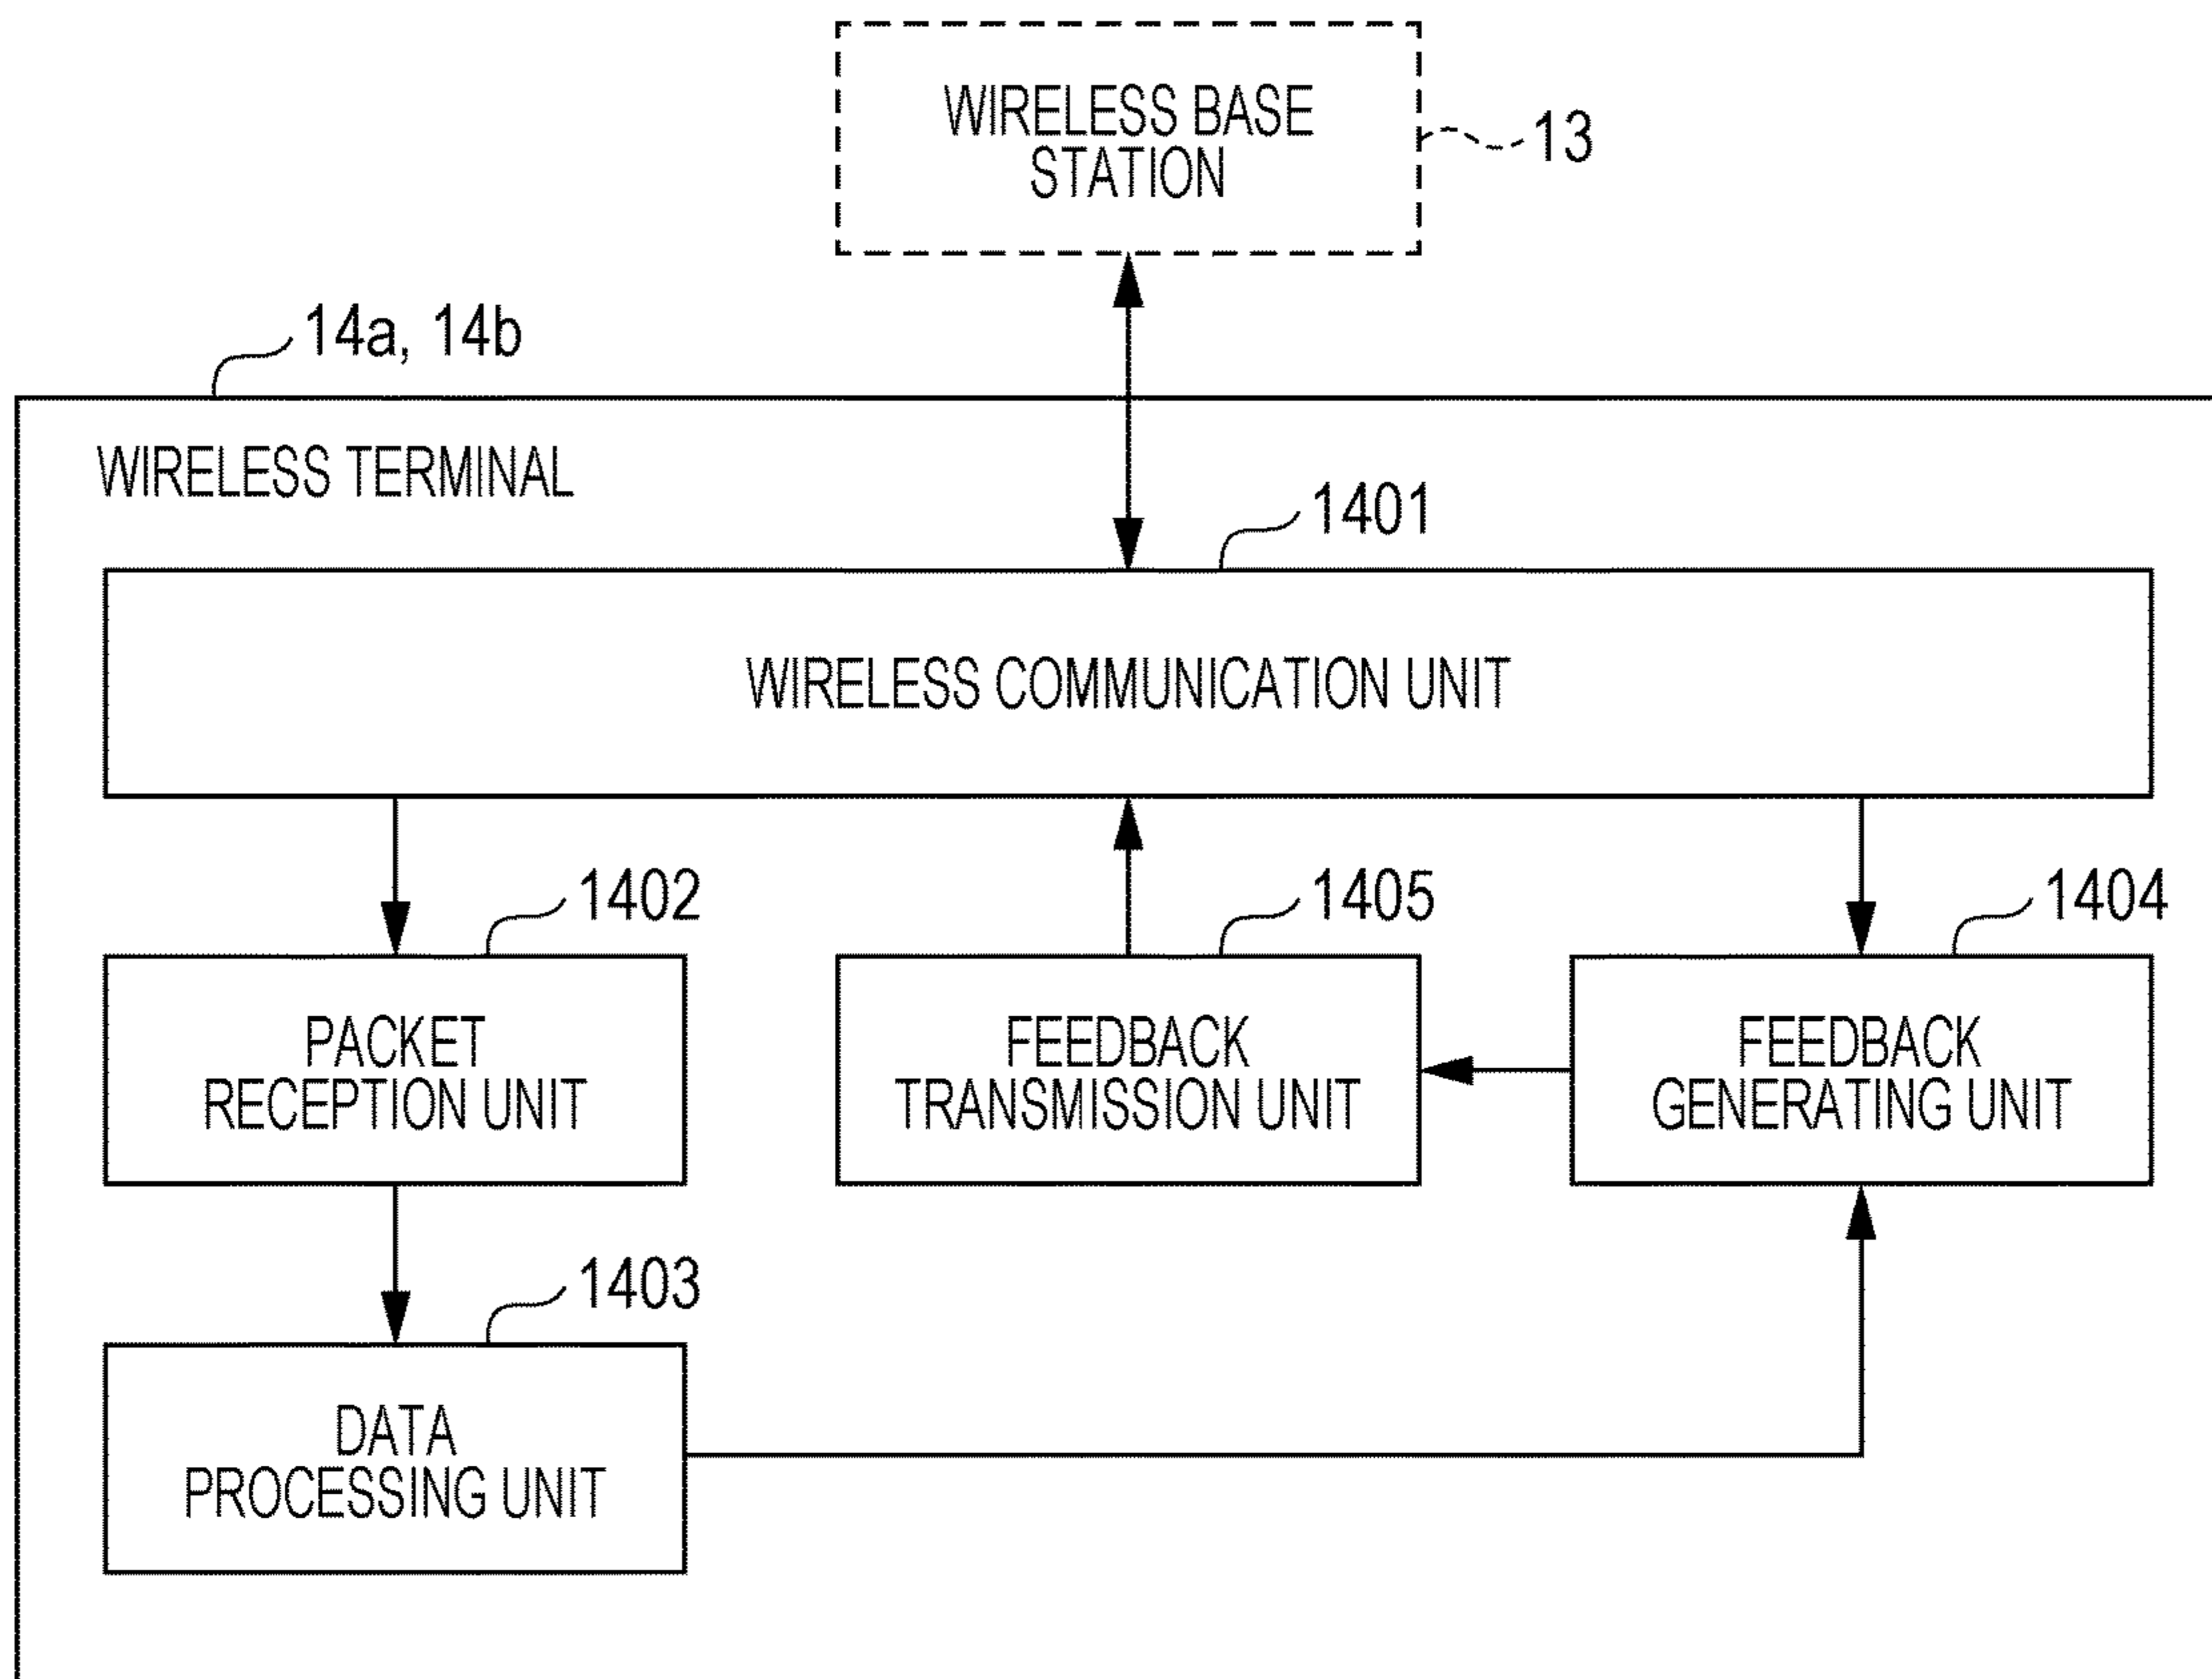 WIRELESS BASE
STATION
13
14a, 14b
WIRELESS TERMINAL
1401
WIRELESS COMMUNICATION UNIT
1402
1405
1404
PACKET
RECEPTION UNIT
FEEDBACK
TRANSMISSION UNIT
FEEDBACK
GENERATING UNIT
1403
DATA
PROCESSING UNIT